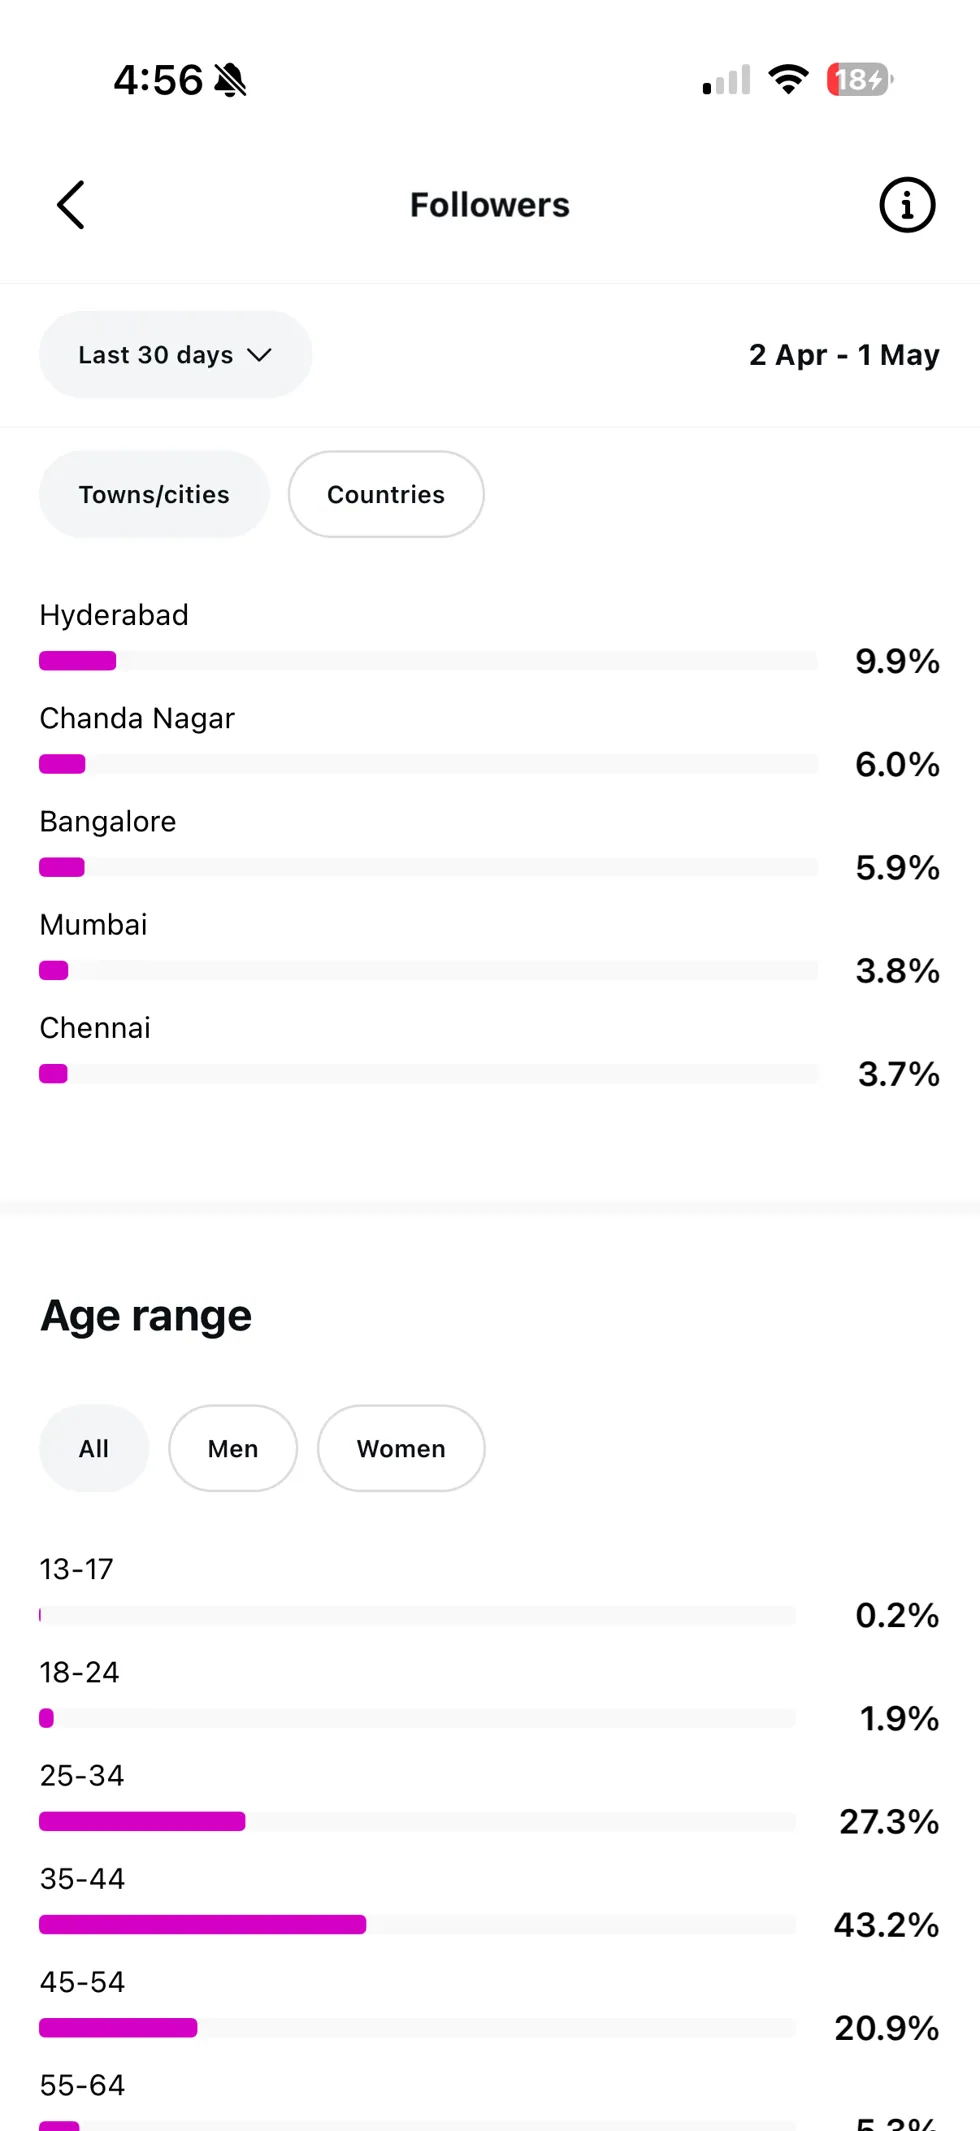 4:56
18
Followers
Last 30 days
2 Apr - 1 May
Towns/cities
Countries
Hyderabad
9.9%
Chanda Nagar
6.0%
Bangalore
5.9%
Mumbai
3.8%
Chennai
3.7%
Age range
All
Men
Women
13-17
0.2%
18-24
1.9%
25-34
27.3%
35-44
43.2%
45-54
20.9%
55-64
5.3%